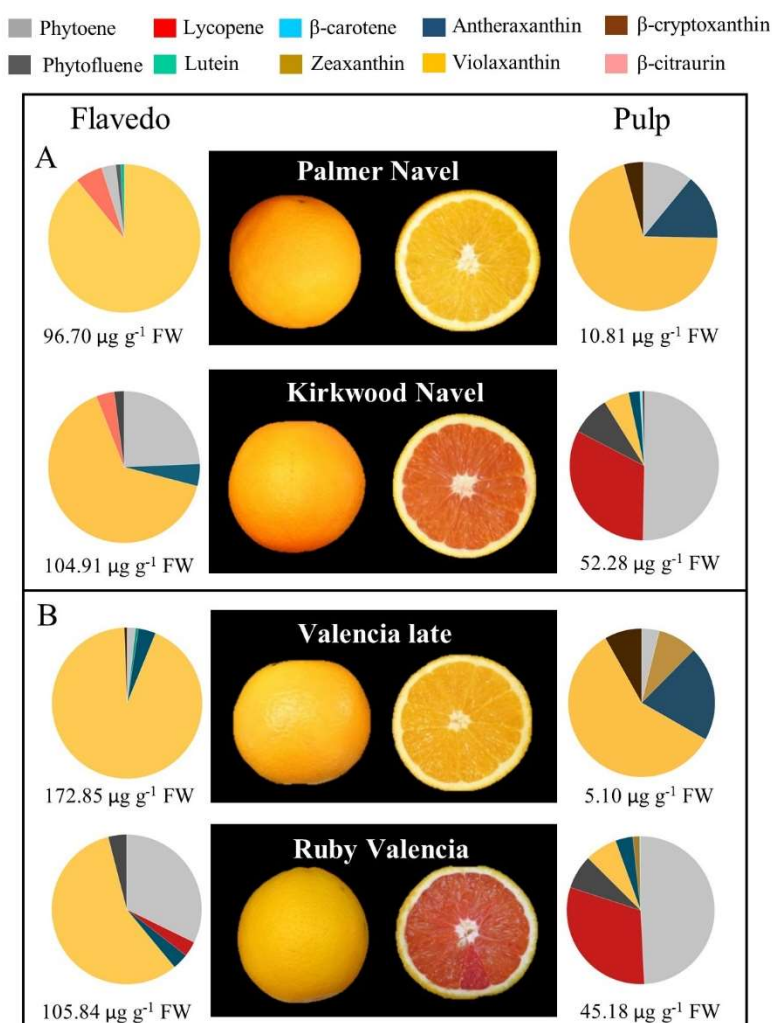 Phytoene Lycopene β-carotene Antheraxanthin β-cryptoxanthin
Phytofluene Lutein Zeaxanthin Violaxanthin β-citraurin
Flavedo Pulp
A
Palmer Navel
96.70 µg g⁻¹ FW 10.81 µg g⁻¹ FW
Kirkwood Navel
104.91 µg g⁻¹ FW 52.28 µg g⁻¹ FW
B
Valencia late
172.85 µg g⁻¹ FW 5.10 µg g⁻¹ FW
Ruby Valencia
105.84 µg g⁻¹ FW 45.18 µg g⁻¹ FW